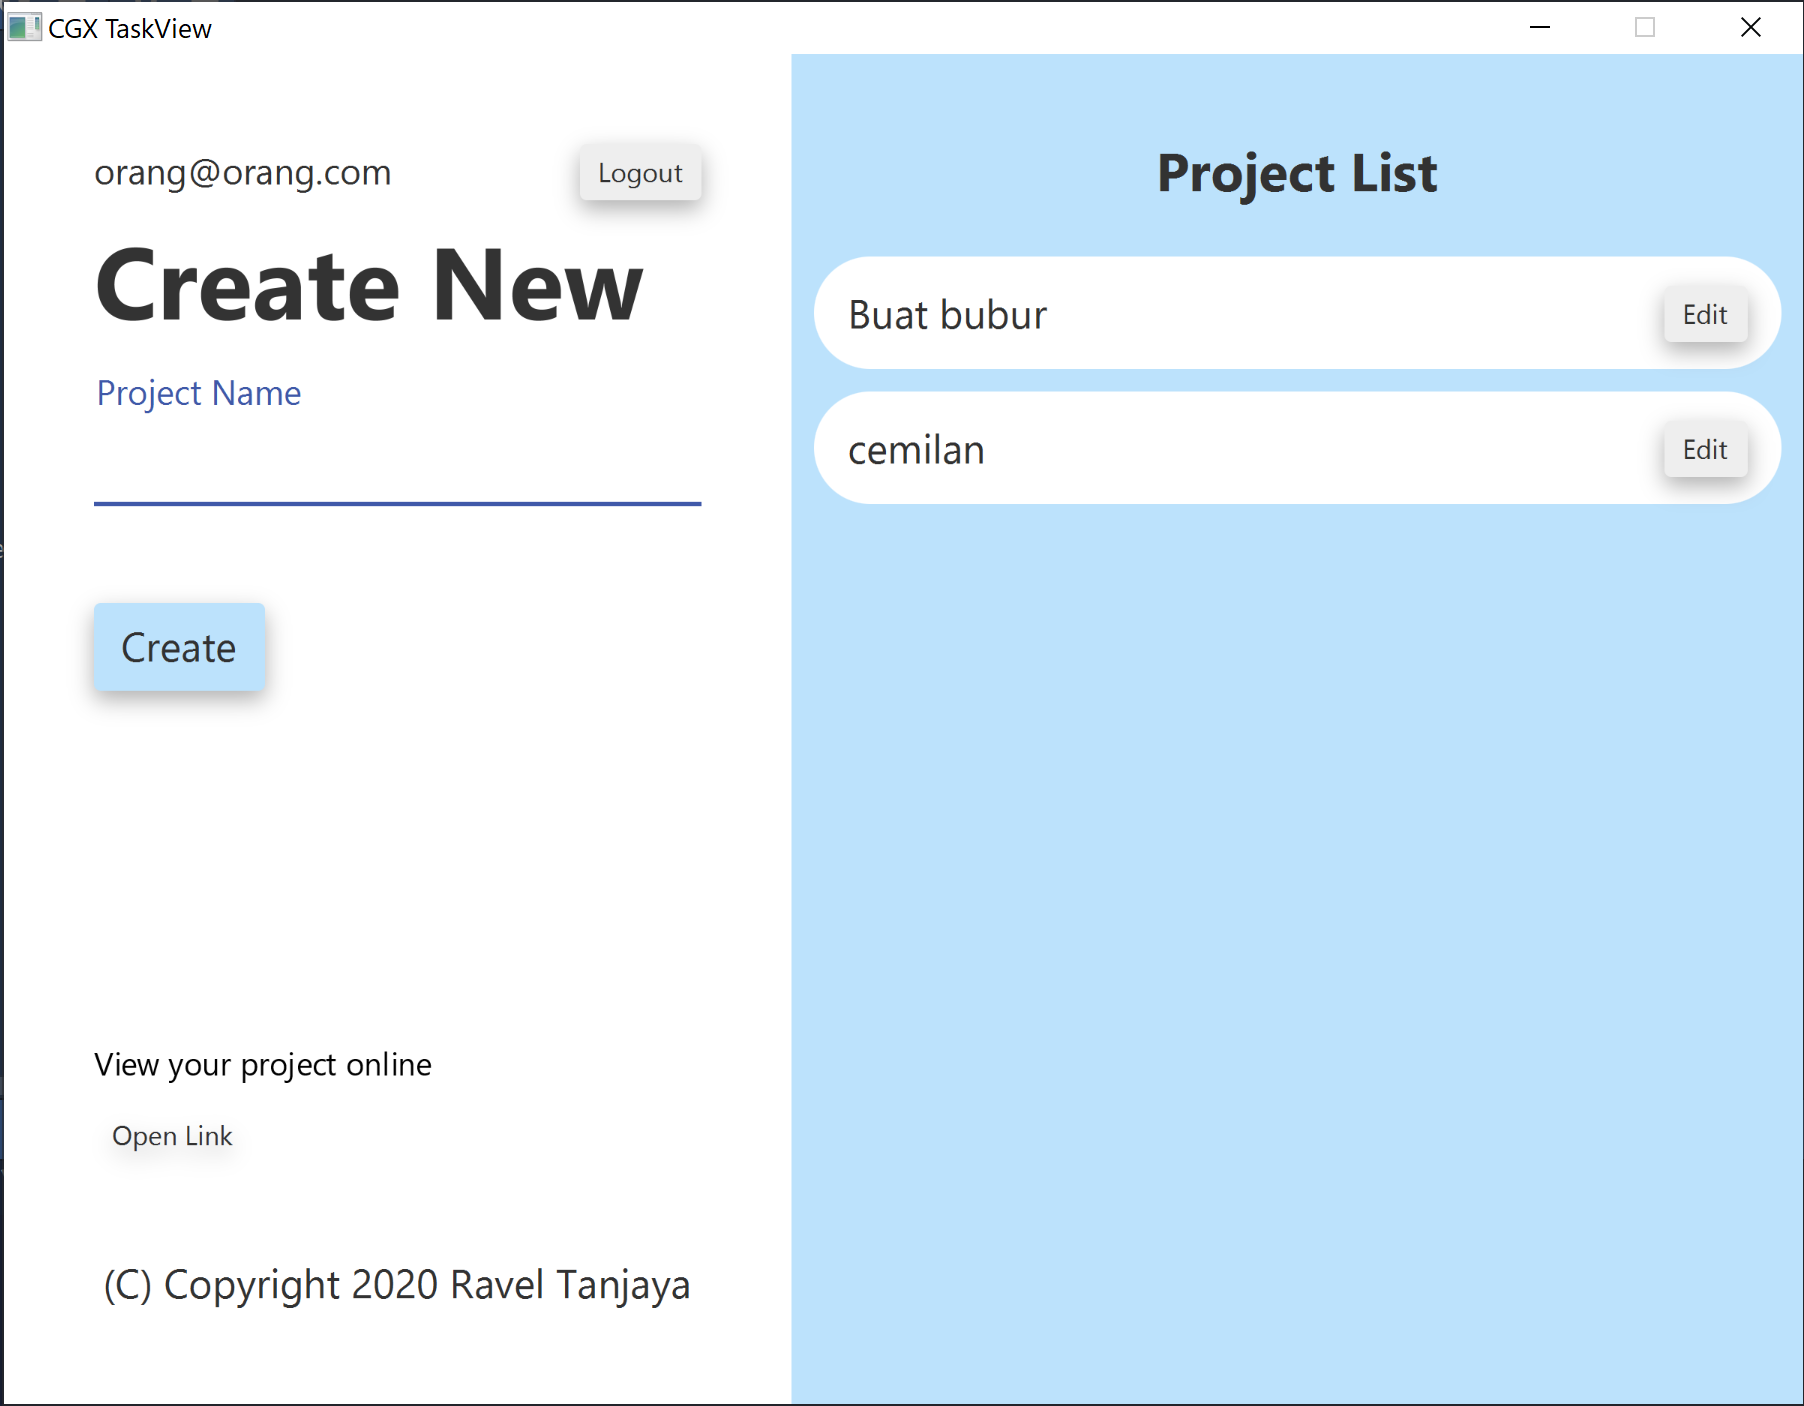 CGX TaskView
orang@orang.com
Logout
Create New
Project Name
Create
View your project online
Open Link
(C) Copyright 2020 Ravel Tanjaya
Project List
Buat bubur
Edit
cemilan
Edit